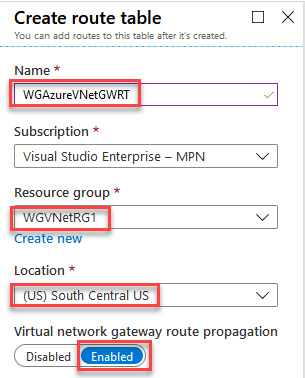 Create route table
You can add routes to this table after it's created.
Name *
WGAzureVNetGWRT
Subscription *
Visual Studio Enterprise – MPN
Resource group *
WGVNetRG1
Create new
Location *
(US) South Central US
Virtual network gateway route propagation
Disabled Enabled